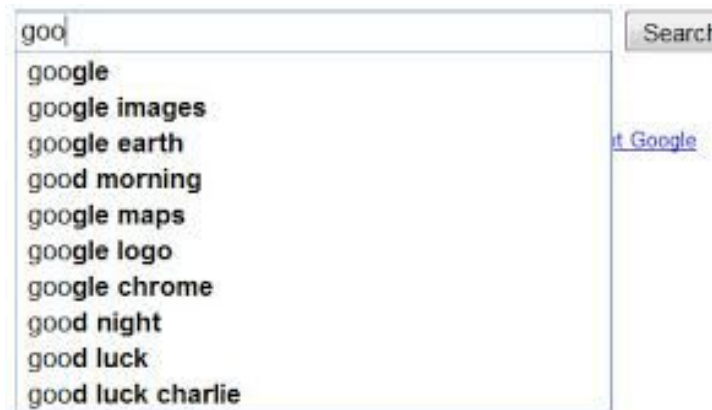 goo
Search
google
google images
google earth
t Google
good morning
google maps
google logo
google chrome
good night
good luck
good luck charlie